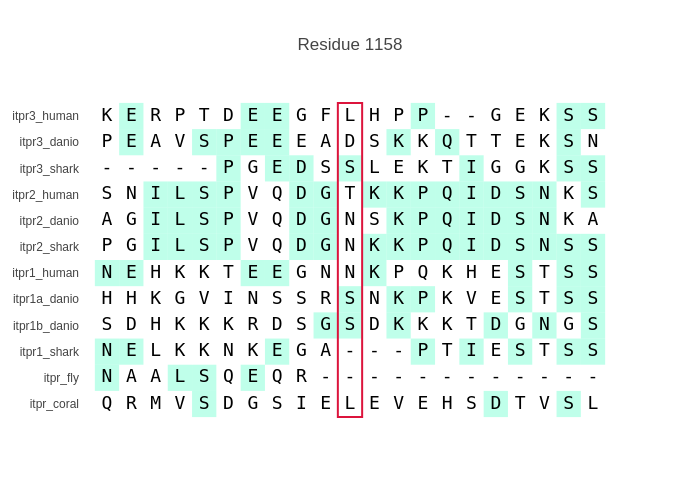 Residue 1158
itpr3_human K E R P T D E E G F L H P P - - G E K S S
itpr3_danio P E A V S P E E E A D S K K Q T T E K S N
itpr3_shark - - - - - P G E D S S L E K T I G G K S S
itpr2_human S N I L S P V Q D G T K K P Q I D S N K S
itpr2_danio A G I L S P V Q D G N S K P Q I D S N K A
itpr2_shark P G I L S P V Q D G N K K P Q I D S N S S
itpr1_human N E H K K T E E G N N K P Q K H E S T S S
itpr1a_danio H H K G V I N S S R S N K P K V E S T S S
itpr1b_danio S D H K K K R D S G S D K K K T D G N G S
itpr1_shark N E L K K N K E G A - - - P T I E S T S S
itpr_fly N A A L S Q E Q R - - - - - - - - - - - -
itpr_coral Q R M V S D G S I E L E V E H S D T V S L